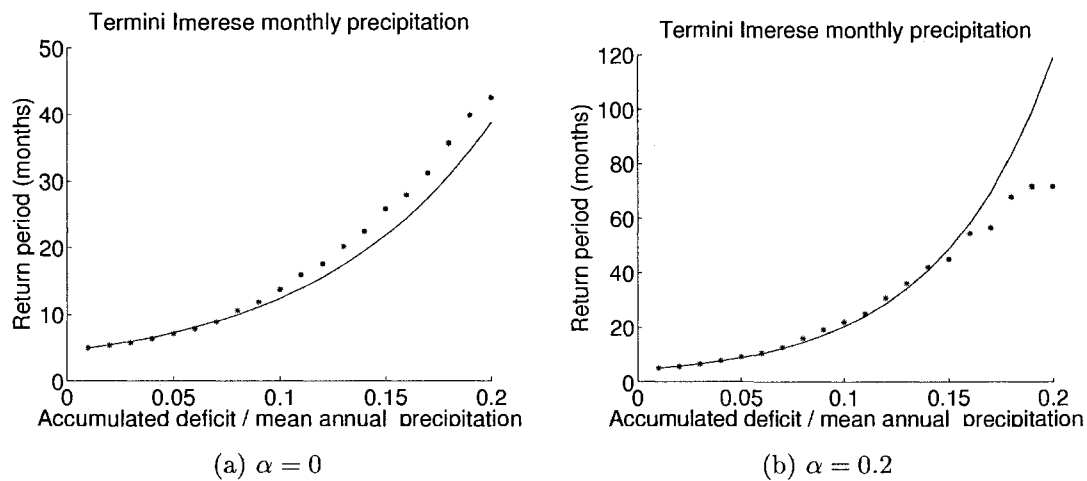 Termini Imerese monthly precipitation
50
40
30
20
10
0
0
0.05
0.1
0.15
0.2
Return period (months)
Accumulated deficit / mean annual precipitation
(a) α = 0
Termini Imerese monthly precipitation
120
100
80
60
40
20
0
0
0.05
0.1
0.15
0.2
Return period (months)
Accumulated deficit / mean annual precipitation
(b) α = 0.2